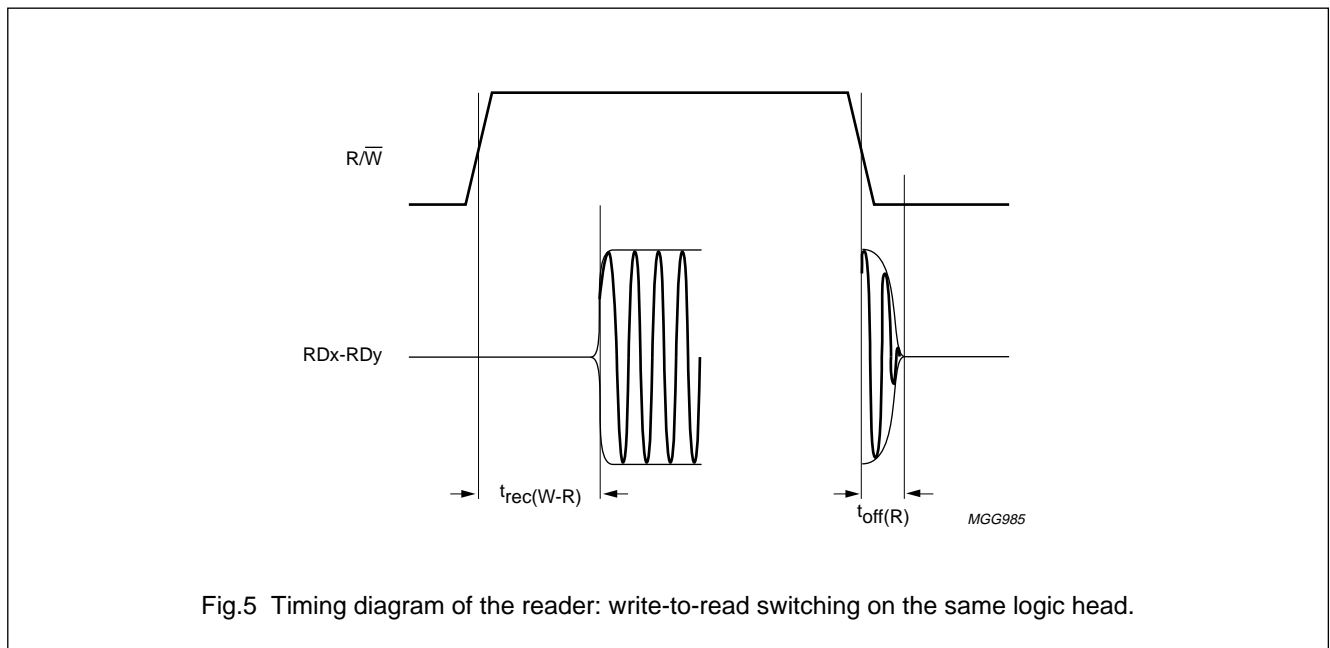 R/W̅
RDx-RDy
trec(W-R)
toff(R)
MGG985
Fig.5 Timing diagram of the reader: write-to-read switching on the same logic head.